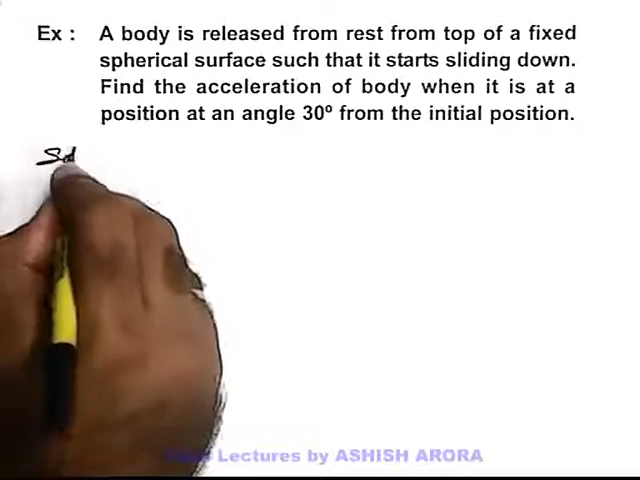 Ex : A body is released from rest from top of a fixed
spherical surface such that it starts sliding down.
Find the acceleration of body when it is at a
position at an angle 30º from the initial position.
Sol
Lectures by ASHISH ARORA